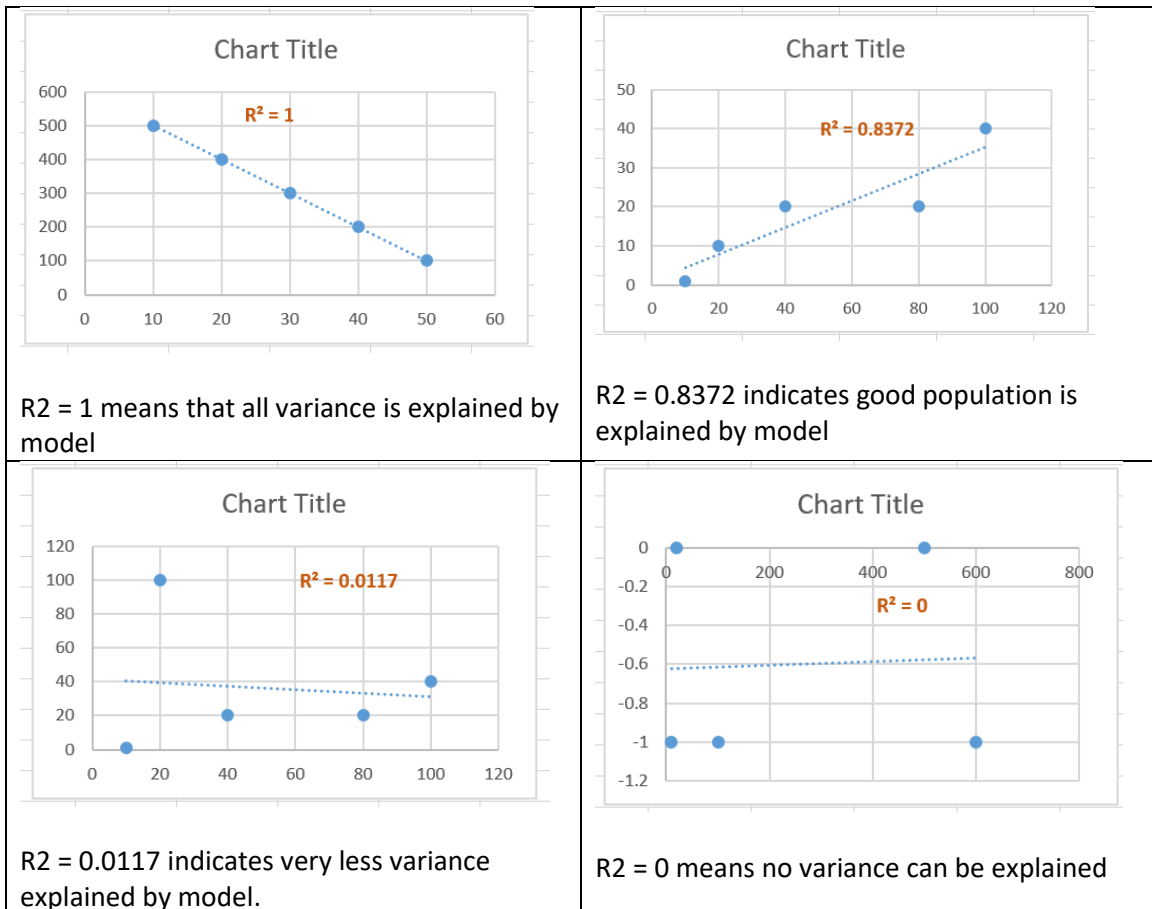 Chart Title
600
500
400
300
200
100
0
R² = 1
0 10 20 30 40 50 60
R2 = 1 means that all variance is explained by
model
Chart Title
50
40
30
20
10
0
R² = 0.8372
0 20 40 60 80 100 120
R2 = 0.8372 indicates good population is
explained by model
Chart Title
120
100
80
60
40
20
0
R² = 0.0117
0 20 40 60 80 100 120
R2 = 0.0117 indicates very less variance
explained by model.
Chart Title
0
0 200 400 600 800
-0.2
-0.4
R² = 0
-0.6
-0.8
-1
-1.2
R2 = 0 means no variance can be explained